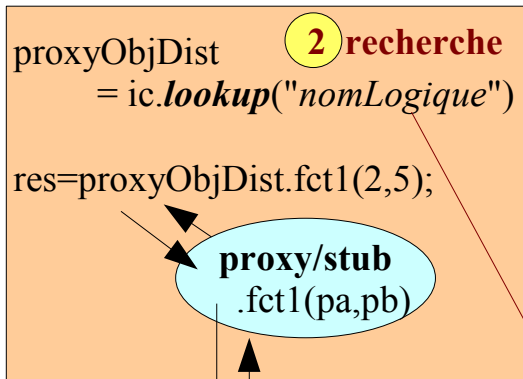 2 recherche
proxyObjDist
= ic.lookup("nomLogique")
res=proxyObjDist.fct1(2,5);
proxy/stub
.fct1(pa,pb)